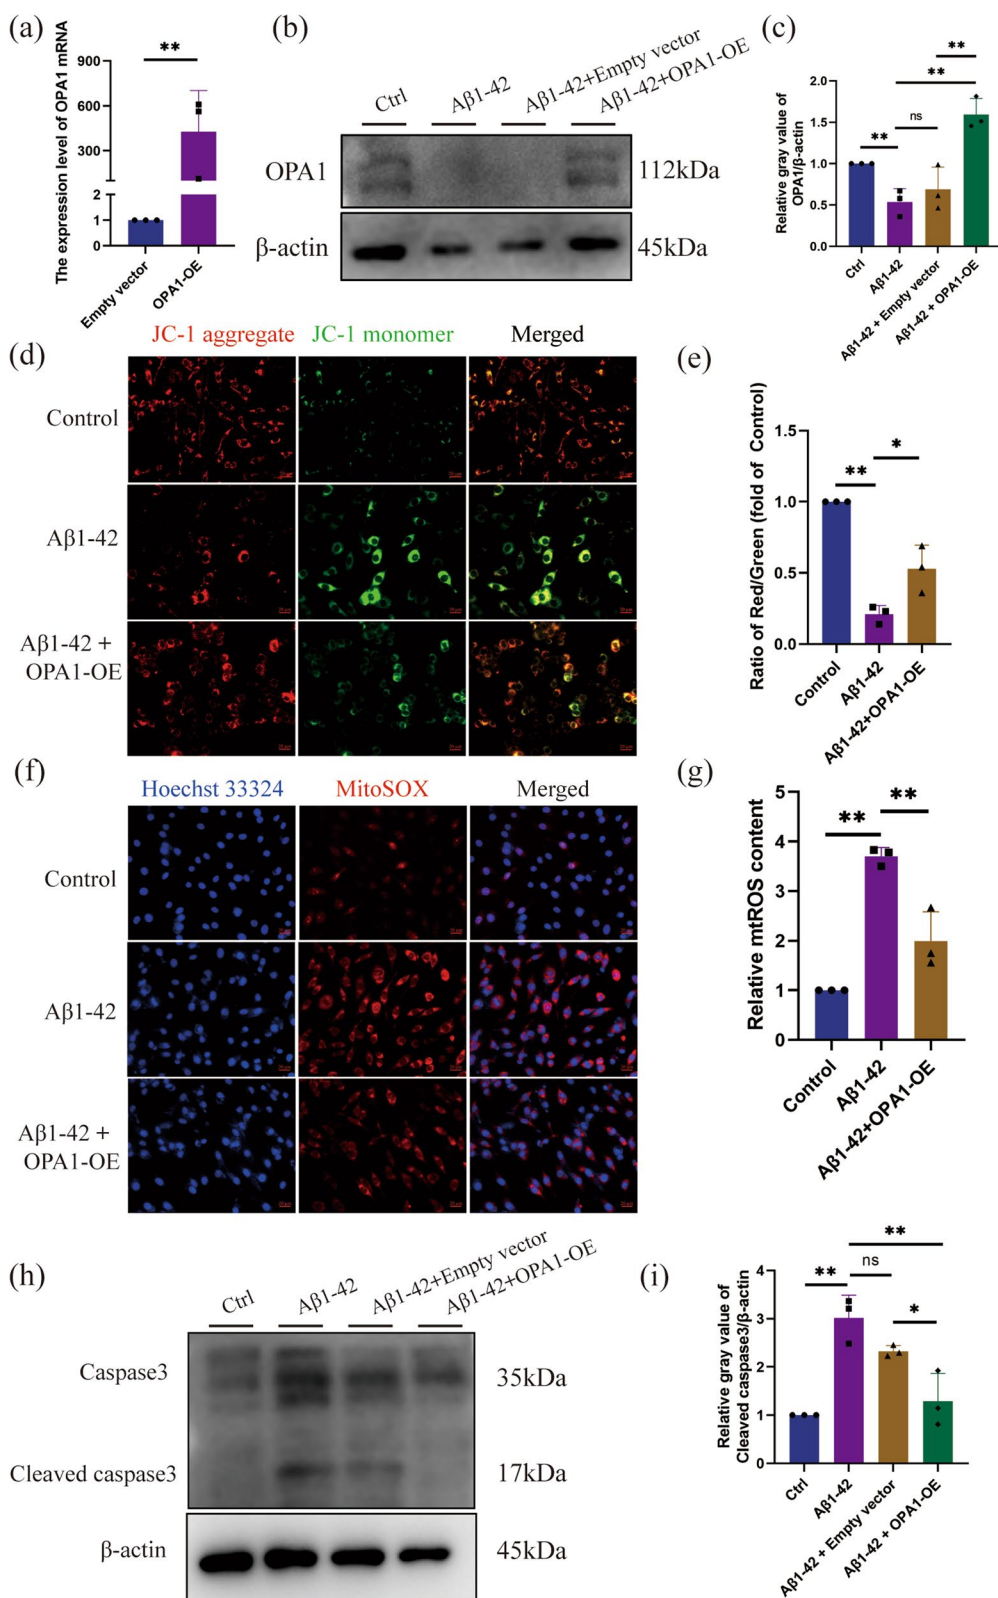 (a)
The expression level of OPA1 mRNA
**
900
600
300
2
1
0
Empty vector
OPA1-OE
(b)
Ctrl
Aβ1-42
Aβ1-42+Empty vector
Aβ1-42+OPA1-OE
OPA1
112kDa
β-actin
45kDa
(c)
Relative gray value of
OPA1/β-actin
**
**
ns
**
2.0
1.5
1.0
0.5
0.0
Ctrl
Aβ1-42
Aβ1-42 + Empty vector
Aβ1-42 + OPA1-OE
(d)
JC-1 aggregate
JC-1 monomer
Merged
Control
Aβ1-42
Aβ1-42 +
OPA1-OE
(e)
Ratio of Red/Green (fold of Control)
**
*
1.5
1.0
0.5
0.0
Control
Aβ1-42
Aβ1-42+OPA1-OE
(f)
Hoechst 33324
MitoSOX
Merged
Control
Aβ1-42
Aβ1-42 +
OPA1-OE
(g)
Relative mtROS content
**
**
5
4
3
2
1
0
Control
Aβ1-42
Aβ1-42+OPA1-OE
(h)
Ctrl
Aβ1-42
Aβ1-42+Empty vector
Aβ1-42+OPA1-OE
Caspase3
35kDa
Cleaved caspase3
17kDa
β-actin
45kDa
(i)
Relative gray value of
Cleaved caspase3/β-actin
**
**
ns
*
4
3
2
1
0
Ctrl
Aβ1-42
Aβ1-42 + Empty vector
Aβ1-42 + OPA1-OE